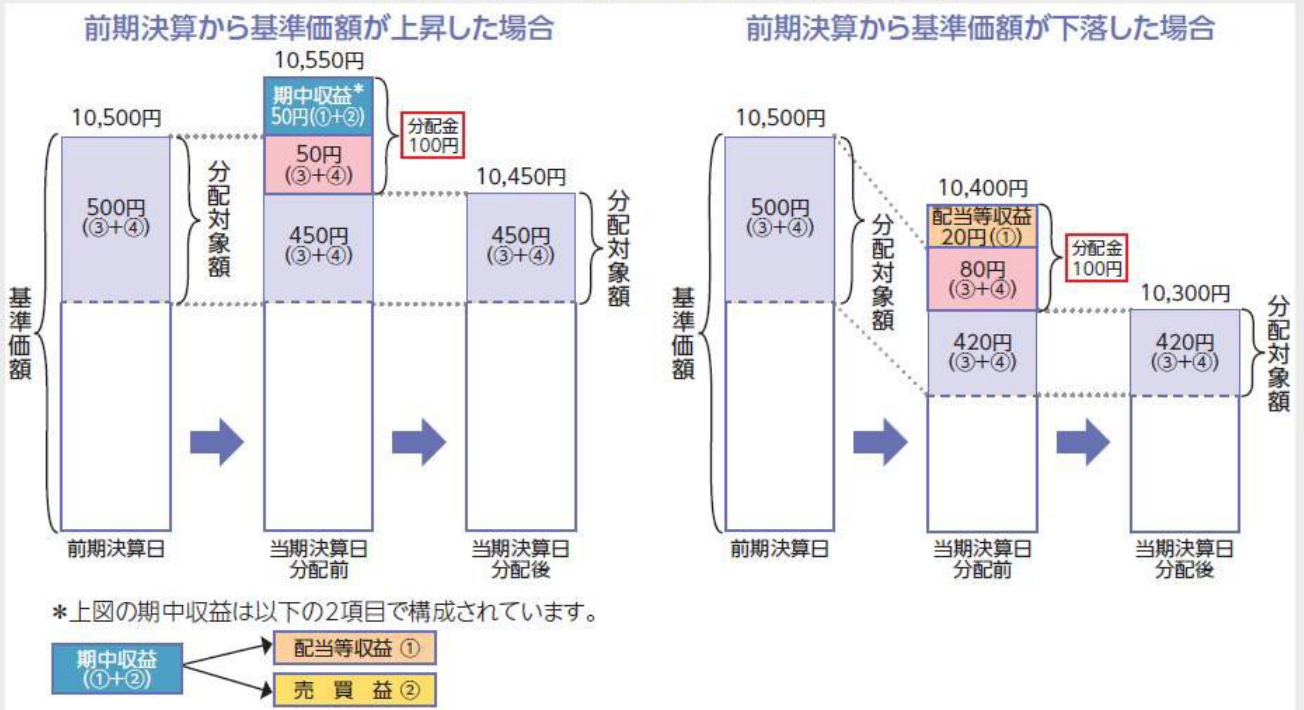 前期決算から基準価額が上昇した場合
10,500円
500円
(③+④)
分配対象額
基準価額
前期決算日
10,550円
期中収益*
50円(①+②)
50円
(③+④)
450円
(③+④)
分配金
100円
当期決算日
分配前
10,450円
450円
(③+④)
分配対象額
当期決算日
分配後
前期決算から基準価額が下落した場合
10,500円
500円
(③+④)
分配対象額
基準価額
前期決算日
10,400円
配当等収益
20円(①)
80円
(③+④)
420円
(③+④)
分配金
100円
当期決算日
分配前
10,300円
420円
(③+④)
分配対象額
当期決算日
分配後
*上図の期中収益は以下の2項目で構成されています。
期中収益
(①+②)
配当等収益 ①
売 買 益 ②